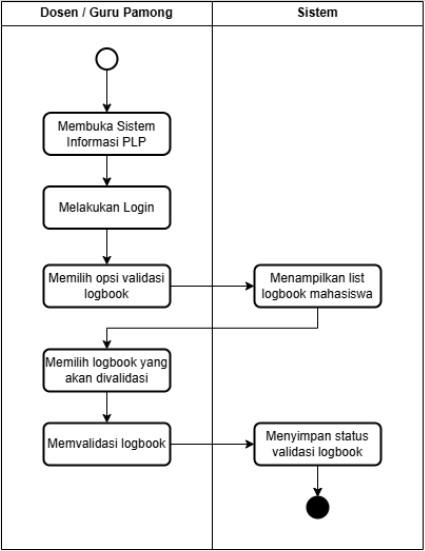 Dosen / Guru Pamong
Sistem
Membuka Sistem
Informasi PLP
Melakukan Login
Memilih opsi validasi
logbook
Menampilkan list
logbook mahasiswa
Memilih logbook yang
akan divalidasi
Memvalidasi logbook
Menyimpan status
validasi logbook